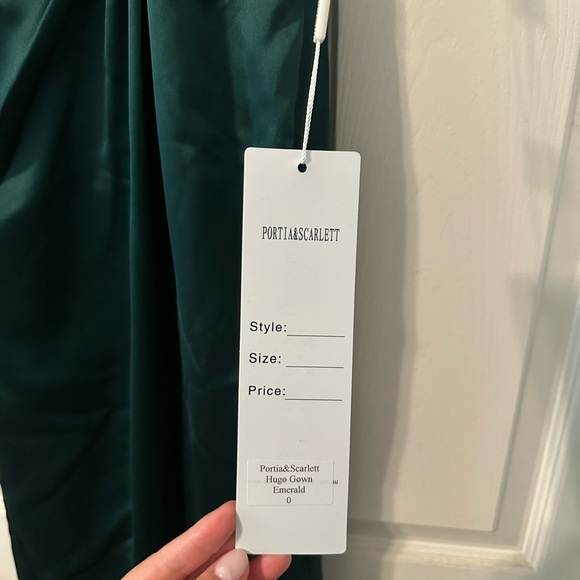 PORTIA&SCARLETT
Style:
Size:
Price:
Portia&Scarlett
Hugo Gown
Emerald
0